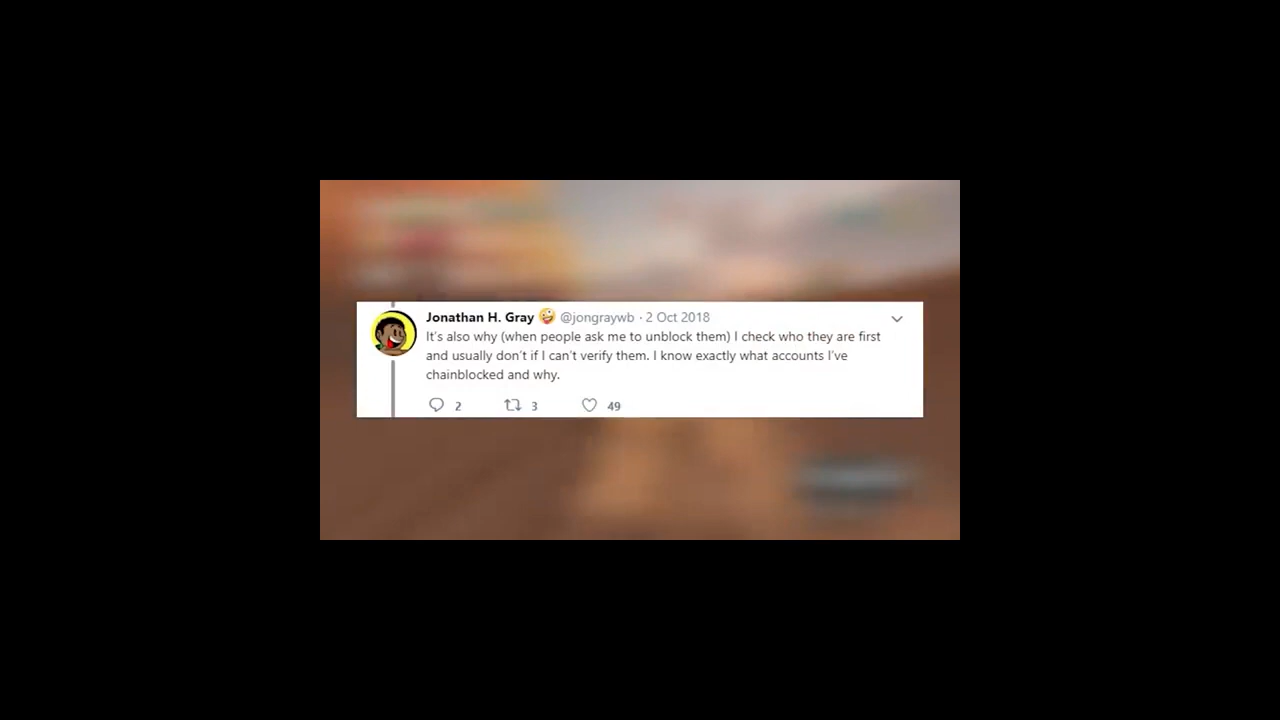 Jonathan H. Gray 🤪 @jongraywb · 2 Oct 2018
It's also why (when people ask me to unblock them) I check who they are first
and usually don't if I can't verify them. I know exactly what accounts I've
chainblocked and why.
2 3 49